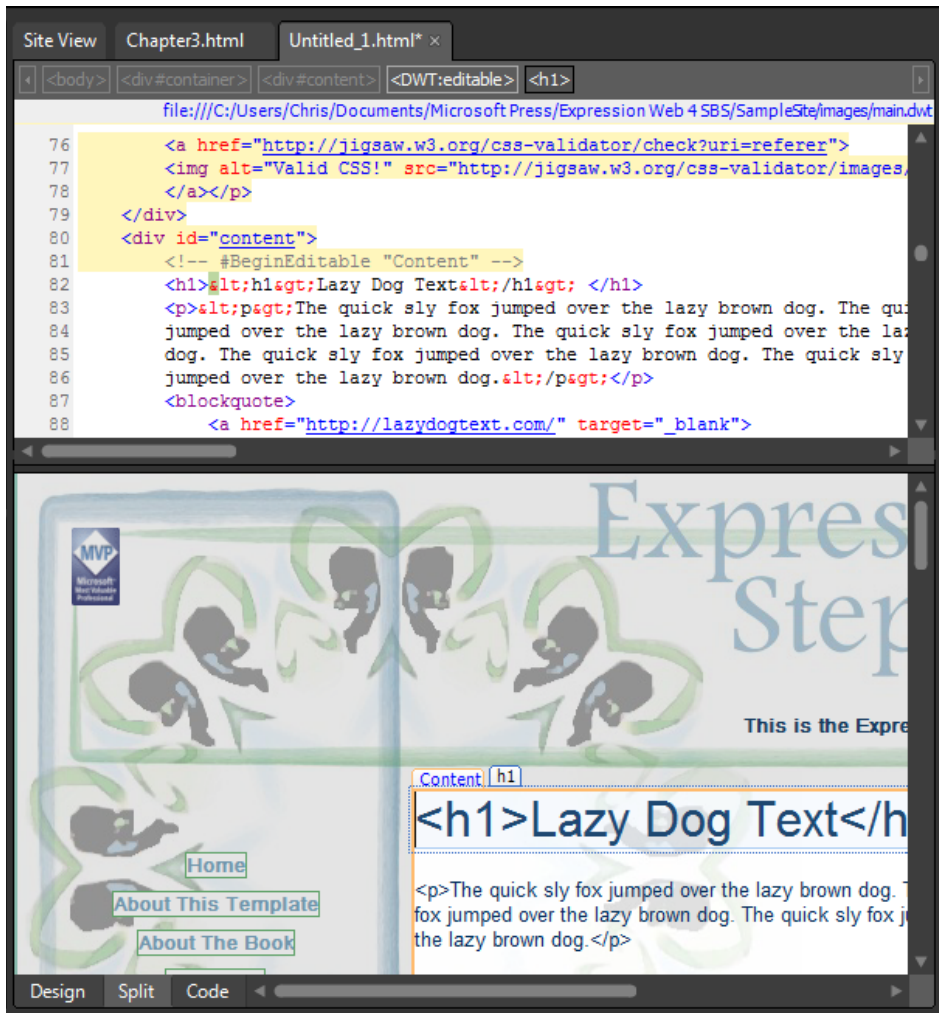 Site View Chapter3.html Untitled_1.html* ×
<body> <div#container> <div#content> <DWT:editable> <h1>
file:///C:/Users/Chris/Documents/Microsoft Press/Expression Web 4 SBS/SampleSite/images/main.dwt
76 <a href="http://jigsaw.w3.org/css-validator/check?uri=referer">
77 <img alt="Valid CSS!" src="http://jigsaw.w3.org/css-validator/images/
78 </a></p>
79 </div>
80 <div id="content">
81 <!-- #BeginEditable "Content" -->
82 <h1>&lt;h1&gt;Lazy Dog Text&lt;/h1&gt; </h1>
83 <p>&lt;p&gt;The quick sly fox jumped over the lazy brown dog. The qui
84 jumped over the lazy brown dog. The quick sly fox jumped over the la
85 dog. The quick sly fox jumped over the lazy brown dog. The quick sly
86 jumped over the lazy brown dog.&lt;/p&gt;</p>
87 <blockquote>
88 <a href="http://lazydogtext.com/" target="_blank">
MVP
Microsoft
Most Valuable
Professional
Expres
Step
This is the Expre
Content h1
<h1>Lazy Dog Text</h
Home
About This Template
About The Book
<p>The quick sly fox jumped over the lazy brown dog.
fox jumped over the lazy brown dog. The quick sly fox j
the lazy brown dog.</p>
Design Split Code